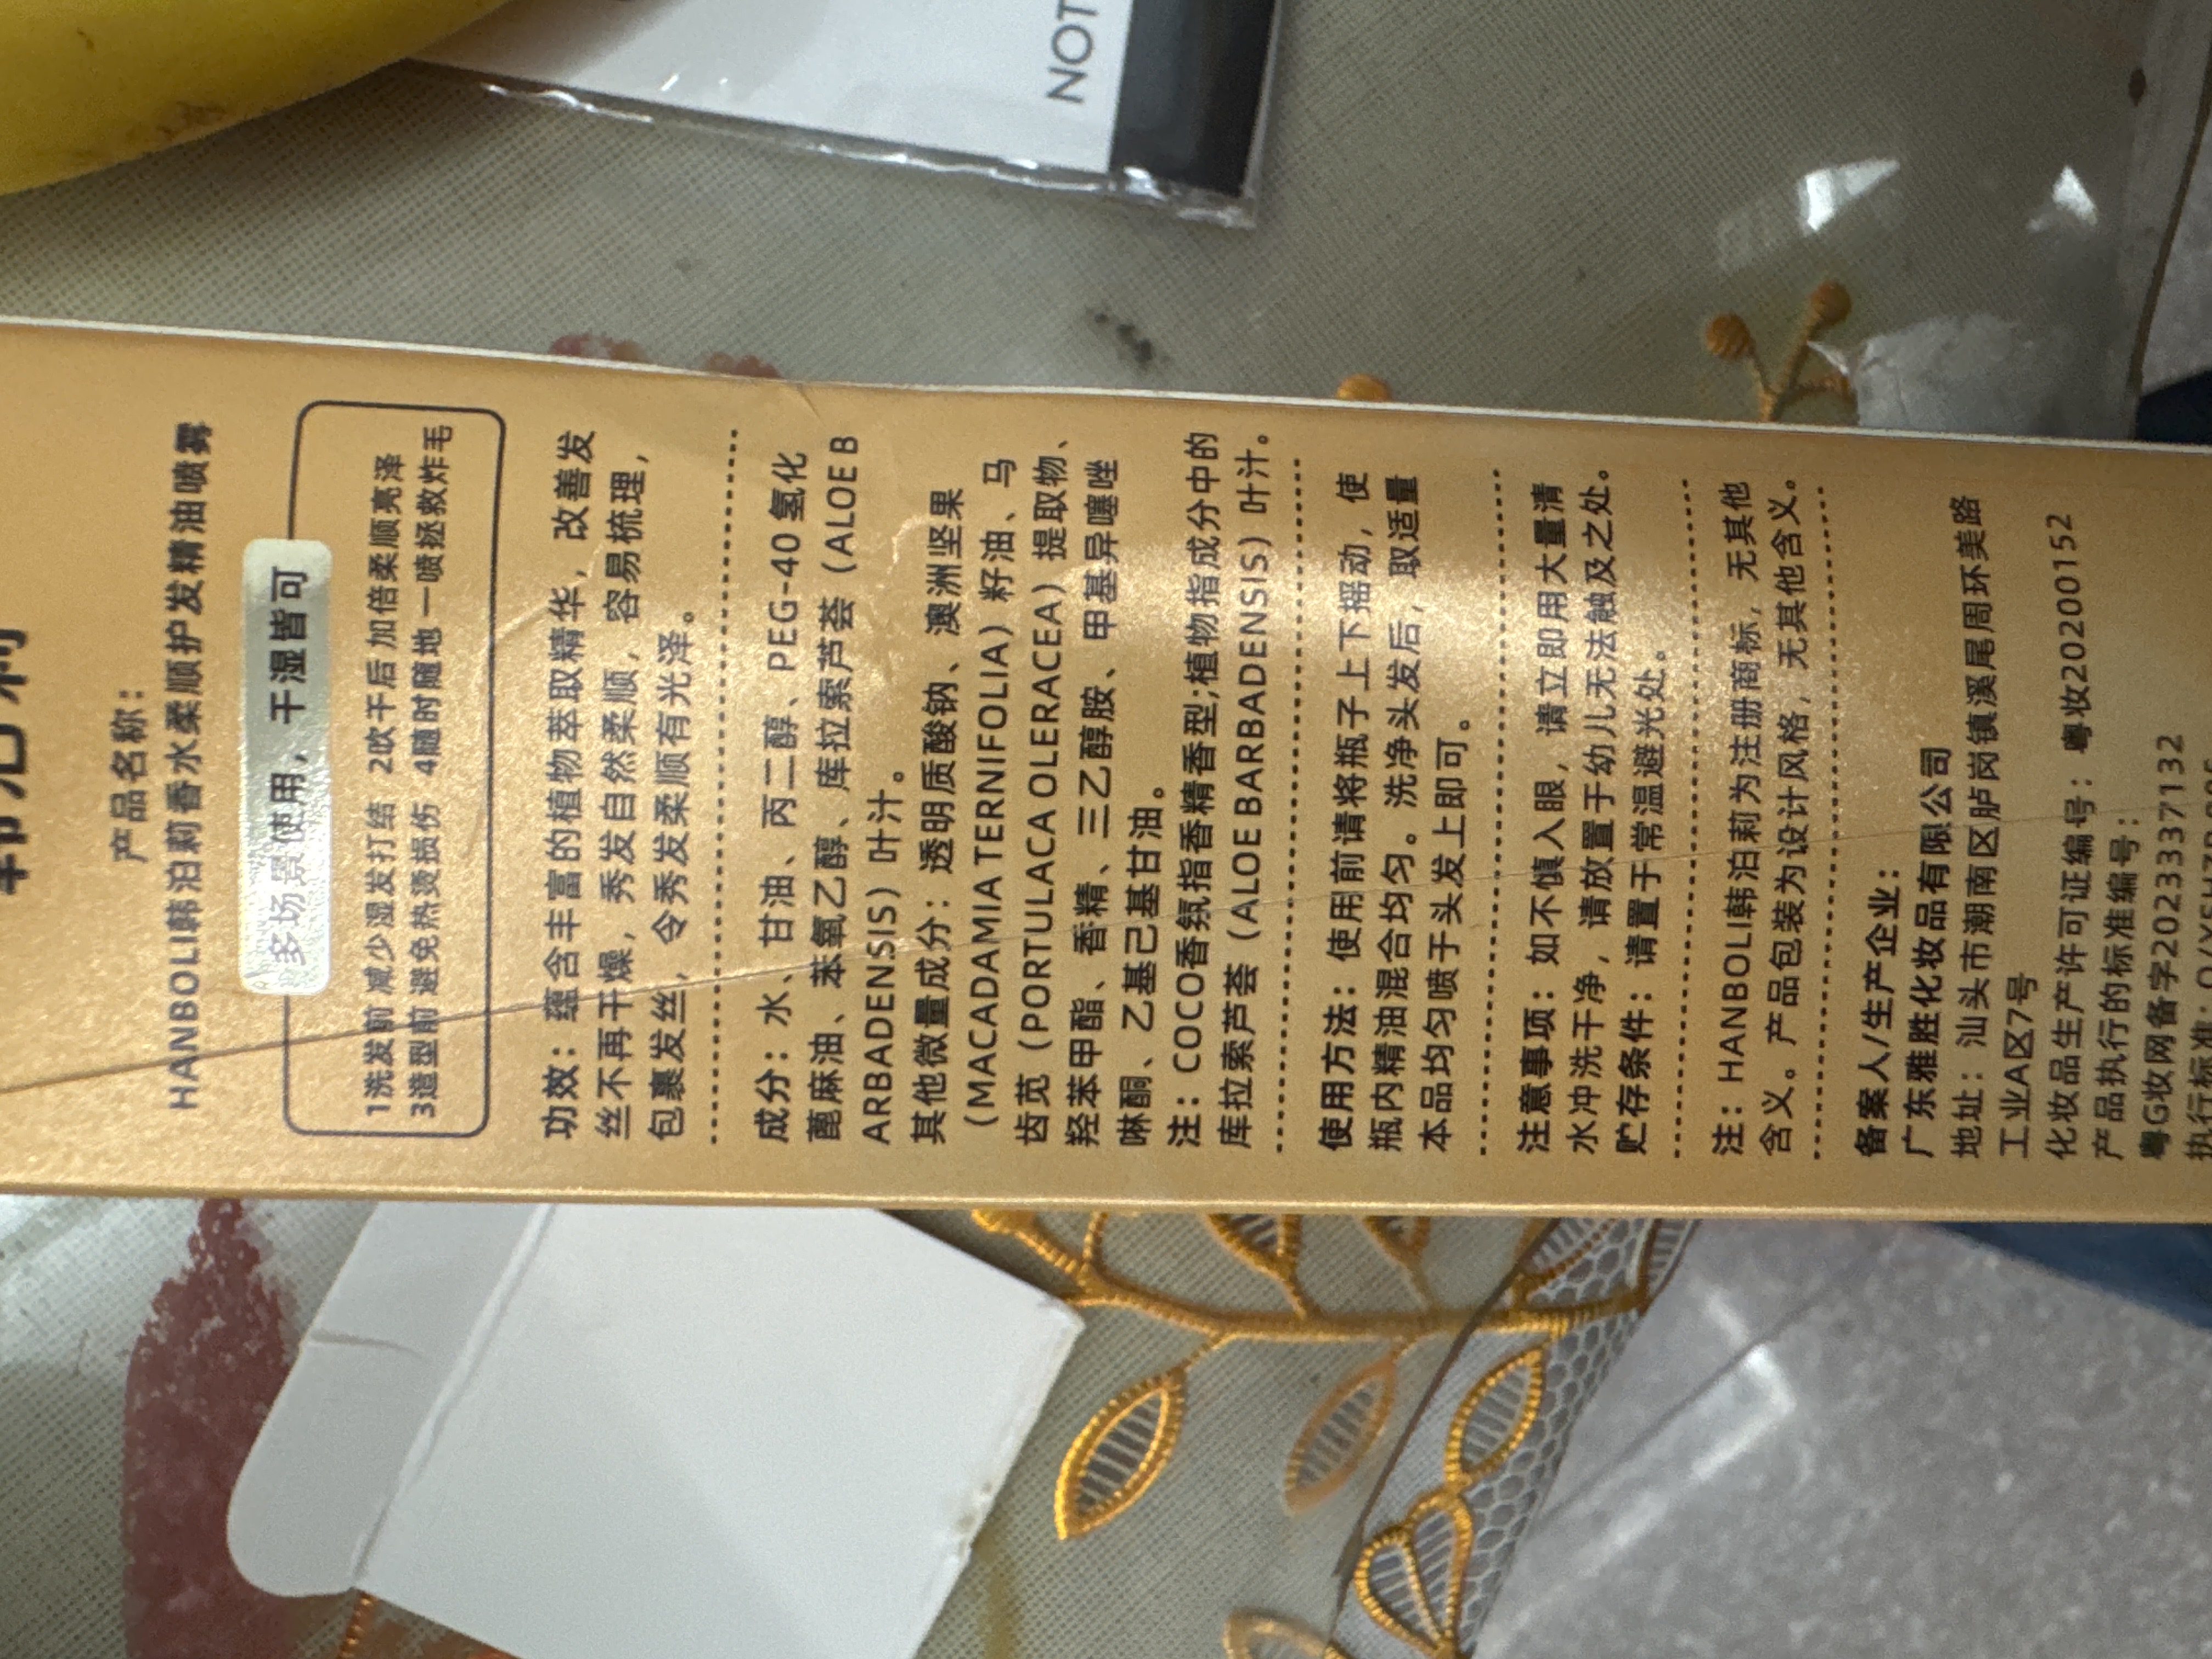 产品名称：
HANBOLI韩泊莉香水柔顺护发精油喷雾
多场景使用，干湿皆可
1洗发前 减少湿发打结 2吹干后 加倍柔顺亮泽
3造型前 避免热烫损伤 4随时随地 一喷拯救炸毛
功效：蕴含丰富的植物萃取精华，改善发
丝不再干燥，秀发自然柔顺，容易梳理，
包裹发丝，令秀发柔顺有光泽。
成分：水、甘油、丙二醇、PEG-40 氢化
蓖麻油、苯氧乙醇、库拉索芦荟（ALOE B
ARBADENSIS）叶汁。
其他微量成分：透明质酸钠、澳洲坚果
（MACADAMIA TERNIFOLIA）籽油、马
齿苋（PORTULACA OLERACEA）提取物、
羟苯甲酯、香精、三乙醇胺、甲基异噻唑
啉酮、乙基己基甘油。
注：COCO香氛指香精香型;植物指成分中的
库拉索芦荟（ALOE BARBADENSIS）叶汁。
使用方法：使用前请将瓶子上下摇动，使
瓶内精油混合均匀。洗净头发后，取适量
本品均匀喷于头发上即可。
注意事项：如不慎入眼，请立即用大量清
水冲洗干净，请放置于幼儿无法触及之处。
贮存条件：请置于常温避光处。
注：HANBOLI韩泊莉为注册商标，无其他
含义。产品包装为设计风格，无其他含义。
备案人/生产企业：
广东雅胜化妆品有限公司
地址：汕头市潮南区胪岗镇溪尾周环美路
工业A区7号
化妆品生产许可证编号：粤妆20200152
产品执行的标准编号：
粤G妆网备字2023337132
执行标准：
NOT